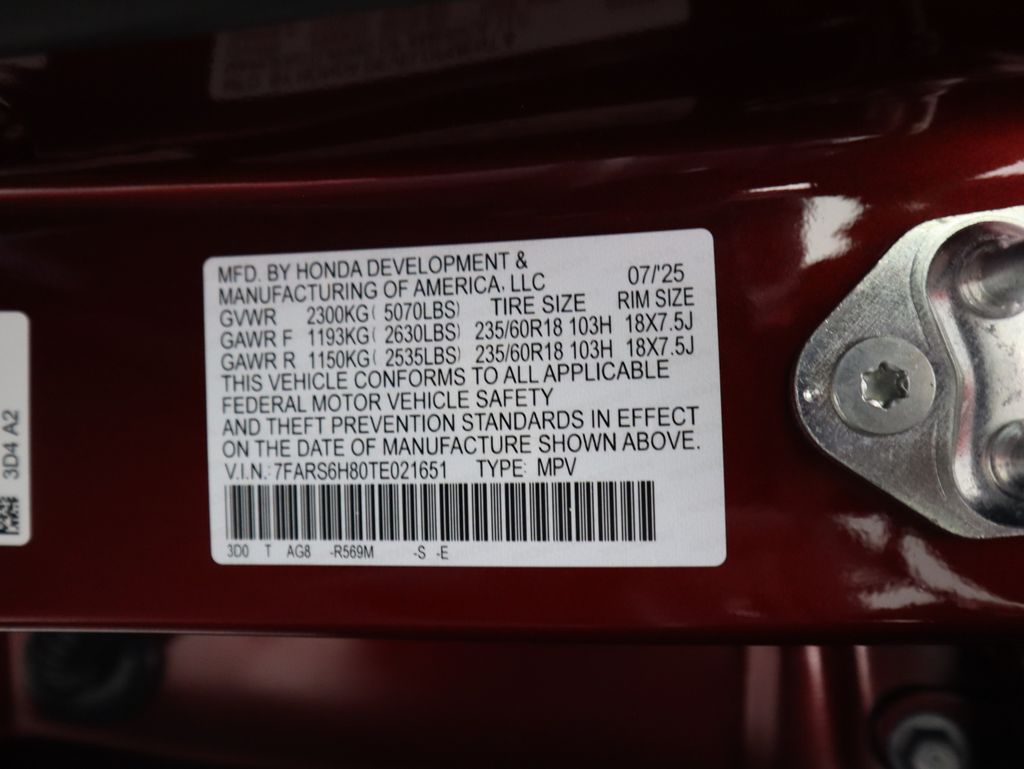 MFD. BY HONDA DEVELOPMENT &
MANUFACTURING OF AMERICA, LLC 07/'25
GVWR 2300KG( 5070LBS) TIRE SIZE RIM SIZE
GAWR F 1193KG( 2630LBS) 235/60R18 103H 18X7.5J
GAWR R 1150KG( 2535LBS) 235/60R18 103H 18X7.5J
THIS VEHICLE CONFORMS TO ALL APPLICABLE
FEDERAL MOTOR VEHICLE SAFETY
AND THEFT PREVENTION STANDARDS IN EFFECT
ON THE DATE OF MANUFACTURE SHOWN ABOVE.
V.I.N.: 7FARS6H80TE021651 TYPE: MPV
3D0 T AG8 -R569M -S -E
3D4 A2